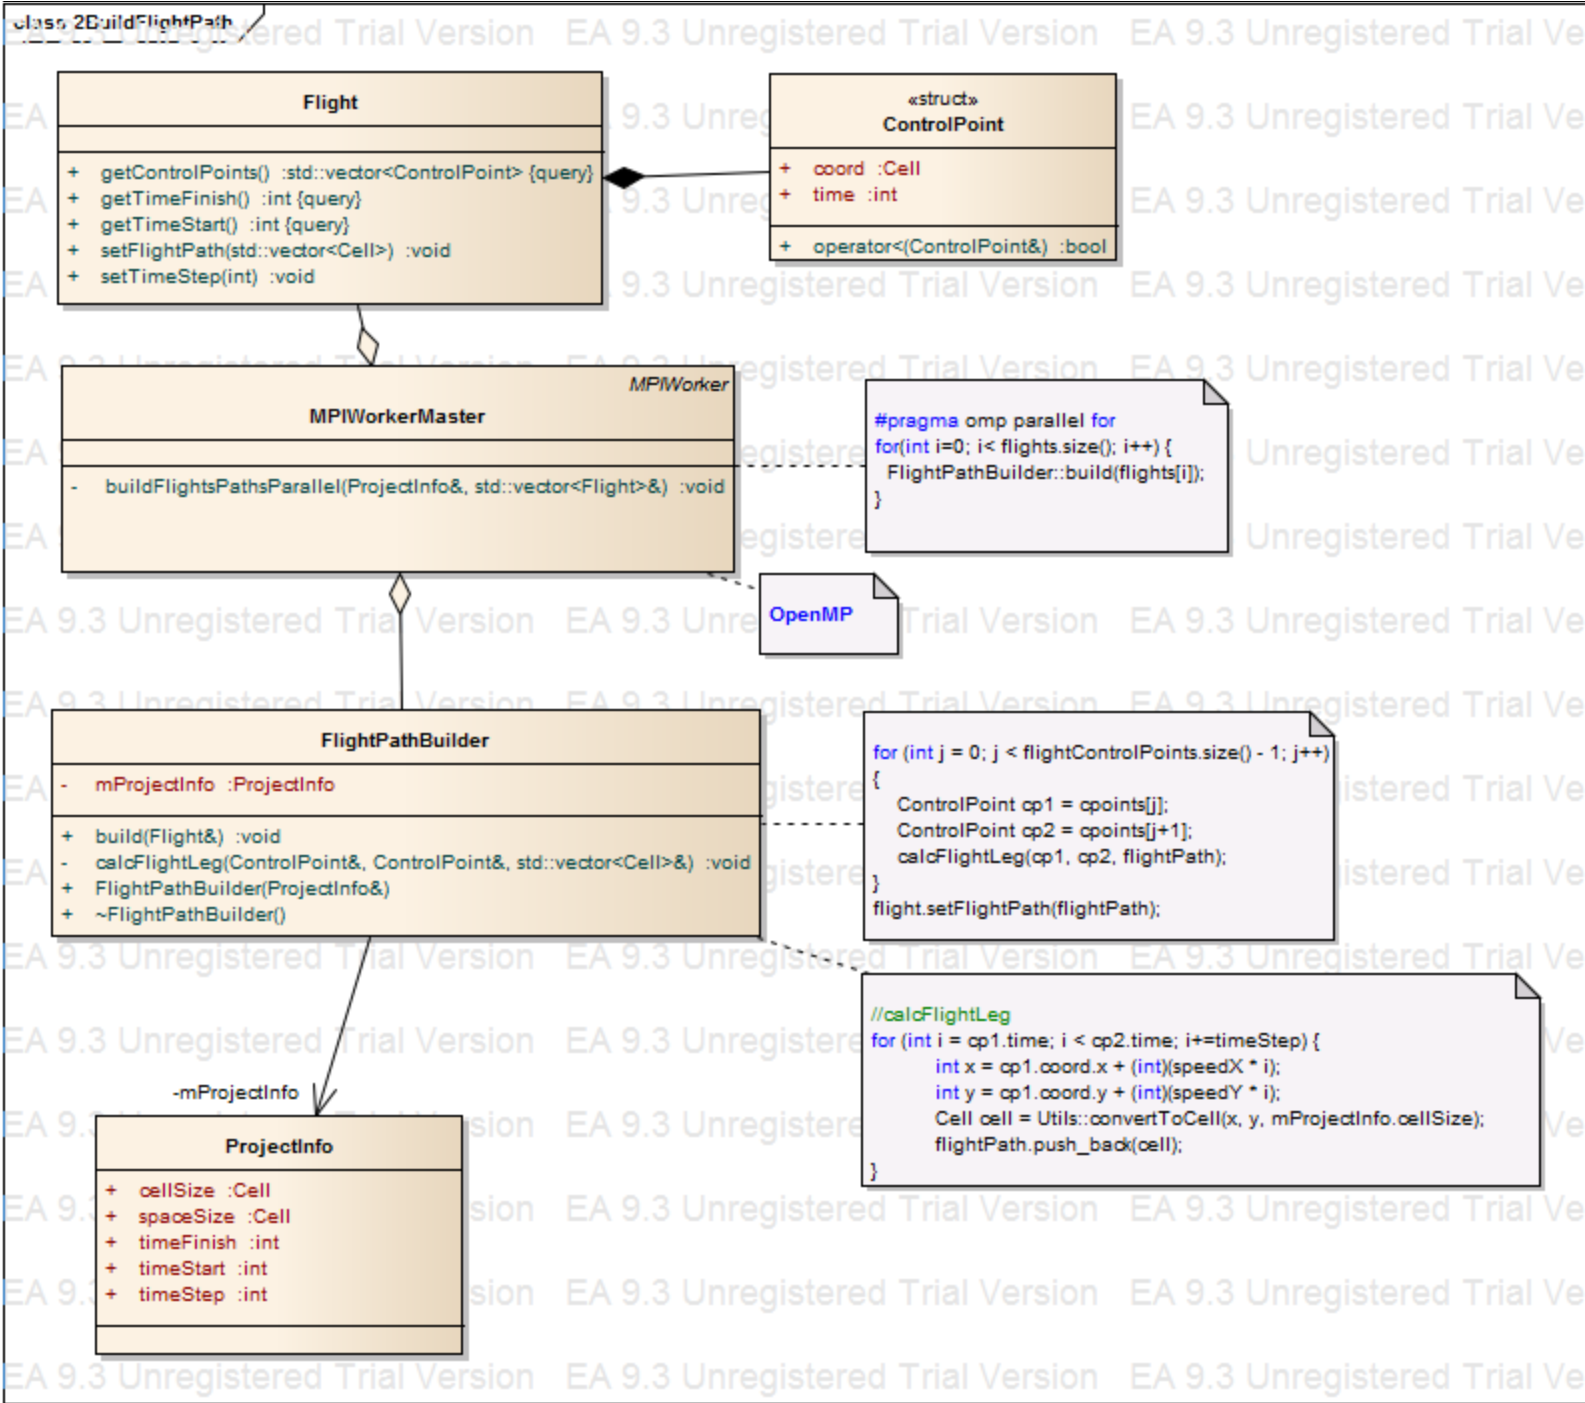 class 2BuildFlightPath
Flight
+ getControlPoints() :std::vector<ControlPoint> {query}
+ getTimeFinish() :int {query}
+ getTimeStart() :int {query}
+ setFlightPath(std::vector<Cell>) :void
+ setTimeStep(int) :void
«struct»
ControlPoint
+ coord :Cell
+ time :int
+ operator<(ControlPoint&) :bool
MPIWorker
MPIWorkerMaster
- buildFlightsPathsParallel(ProjectInfo&, std::vector<Flight>&) :void
#pragma omp parallel for
for(int i=0; i< flights.size(); i++) {
FlightPathBuilder::build(flights[i]);
}
OpenMP
FlightPathBuilder
- mProjectInfo :ProjectInfo
+ build(Flight&) :void
- calcFlightLeg(ControlPoint&, ControlPoint&, std::vector<Cell>&) :void
+ FlightPathBuilder(ProjectInfo&)
+ ~FlightPathBuilder()
for (int j = 0; j < flightControlPoints.size() - 1; j++)
{
ControlPoint cp1 = cpoints[j];
ControlPoint cp2 = cpoints[j+1];
calcFlightLeg(cp1, cp2, flightPath);
}
flight.setFlightPath(flightPath);
//calcFlightLeg
for (int i = cp1.time; i < cp2.time; i+=timeStep) {
int x = cp1.coord.x + (int)(speedX * i);
int y = cp1.coord.y + (int)(speedY * i);
Cell cell = Utils::convertToCell(x, y, mProjectInfo.cellSize);
flightPath.push_back(cell);
}
-mProjectInfo
ProjectInfo
+ cellSize :Cell
+ spaceSize :Cell
+ timeFinish :int
+ timeStart :int
+ timeStep :int
EA 9.3 Unregistered Trial Version